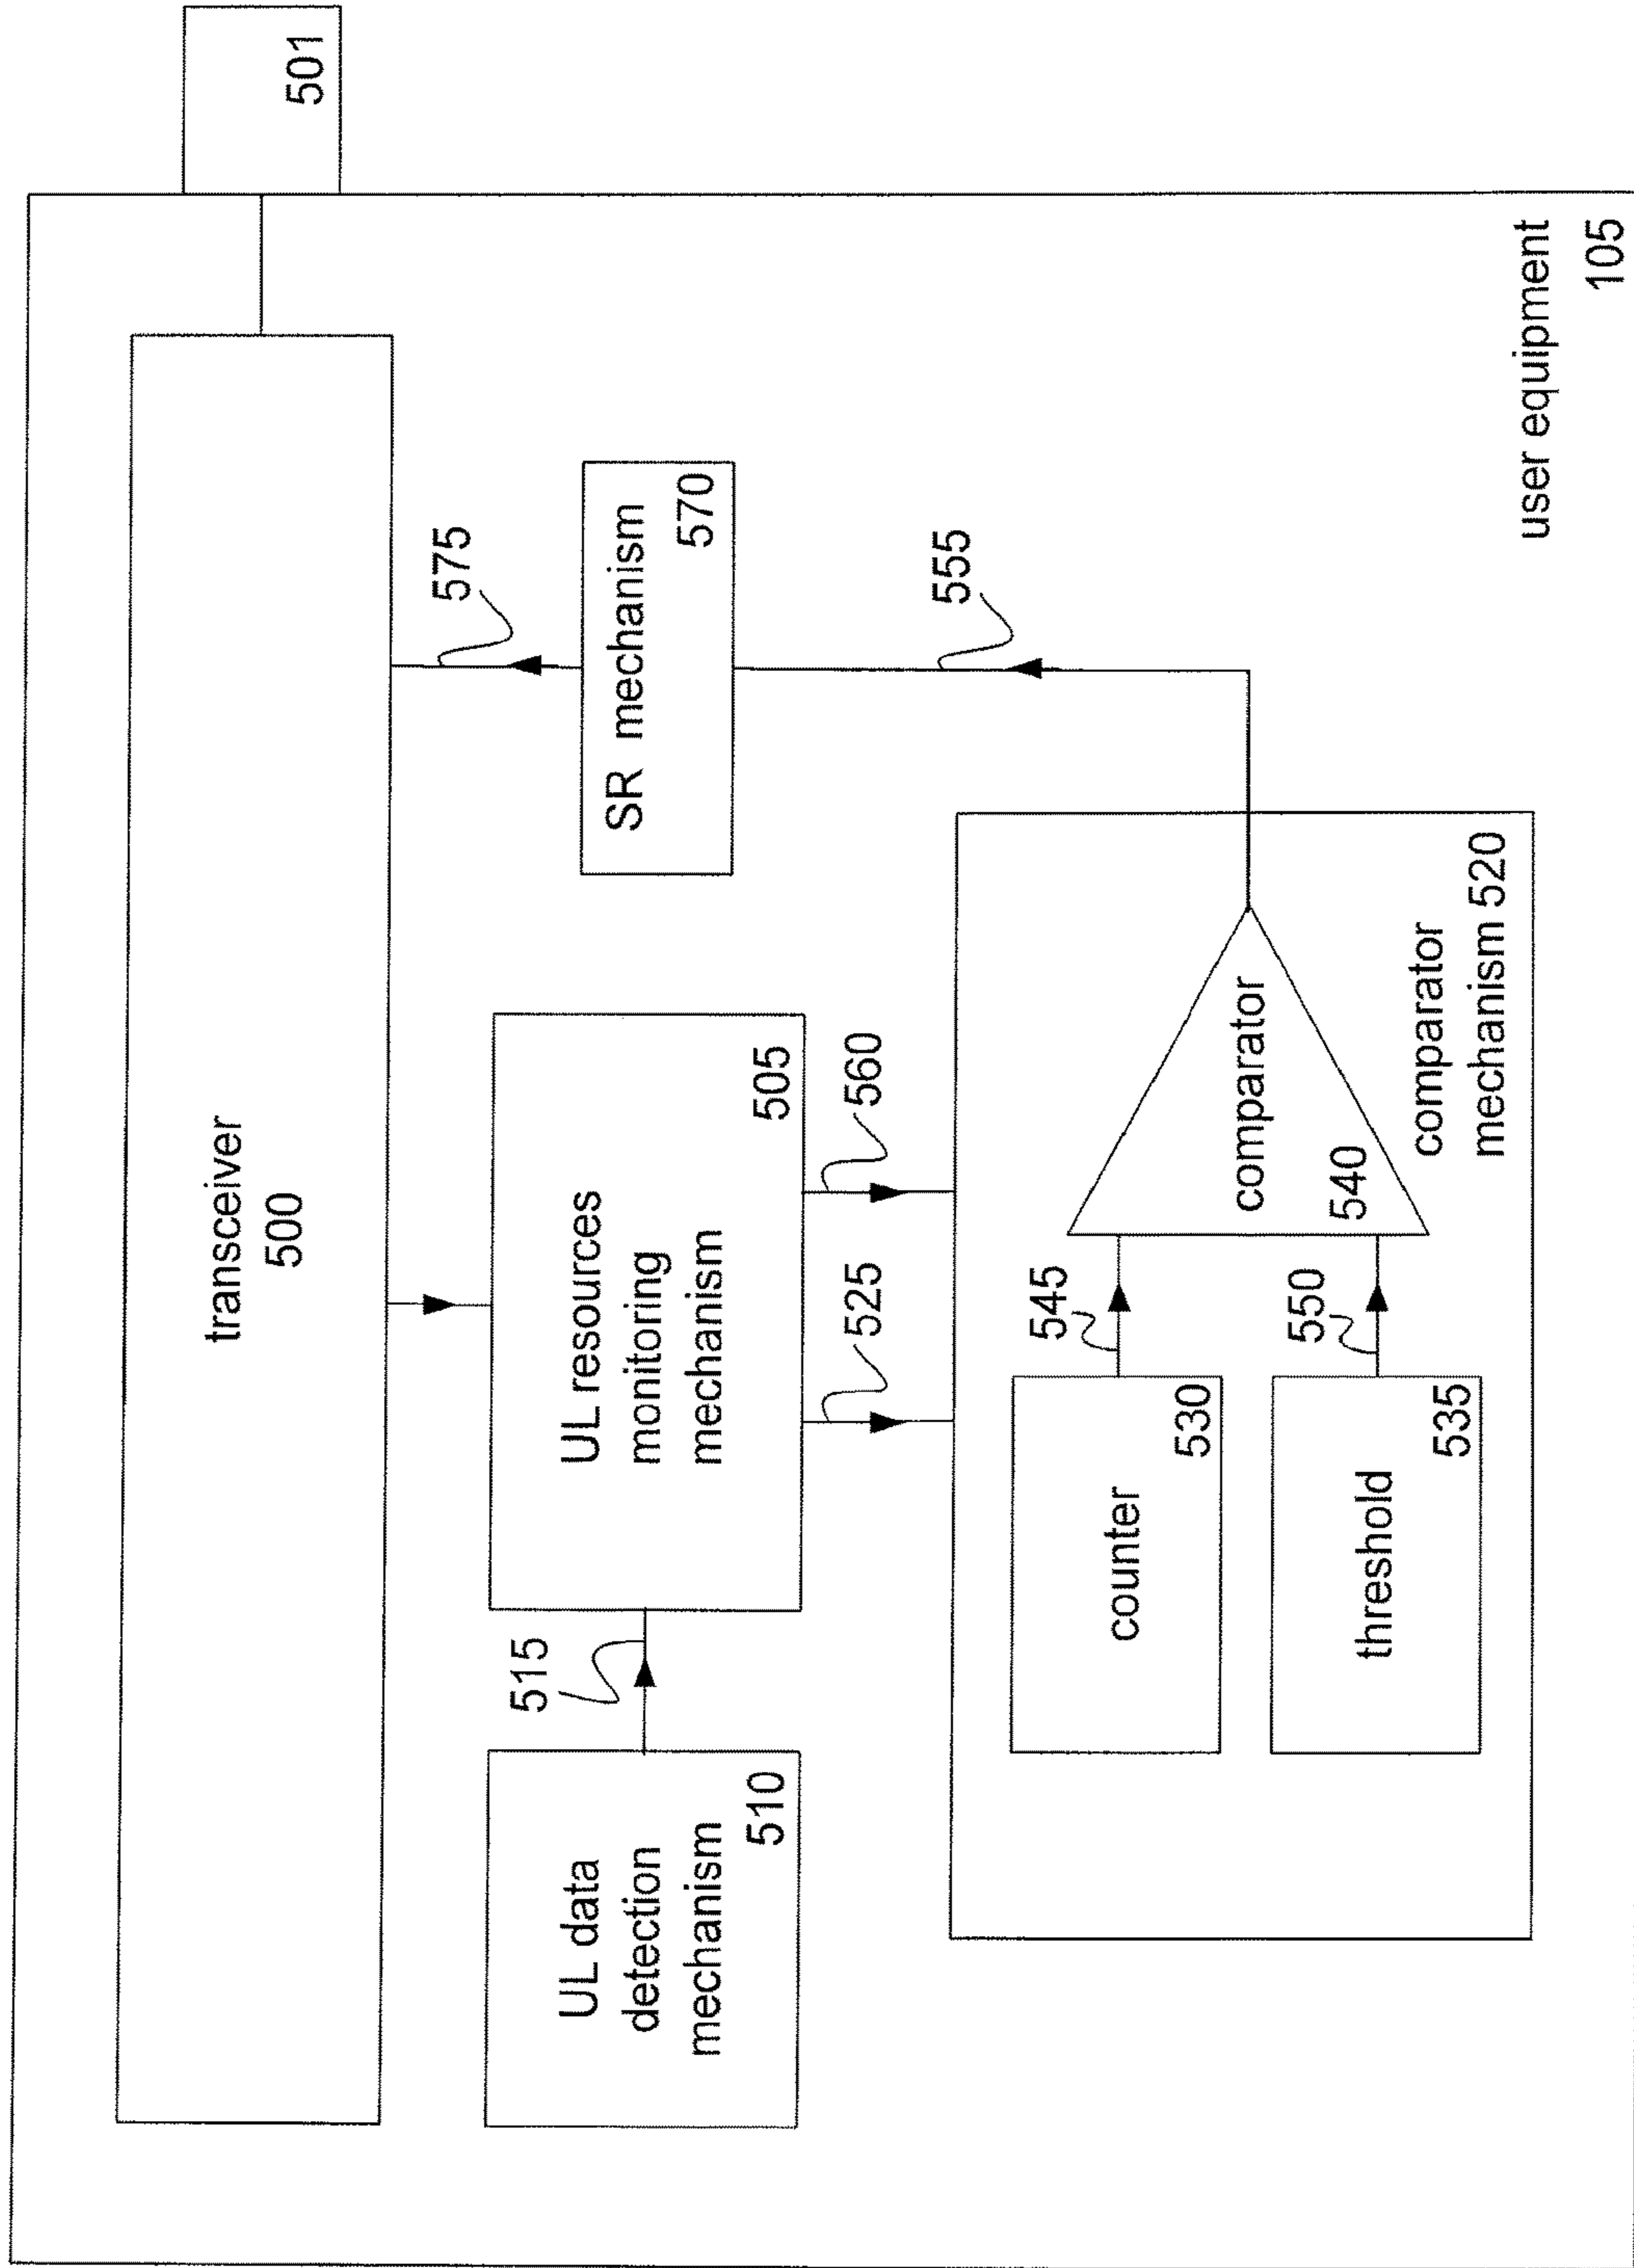 501
transceiver
500
575
SR mechanism
570
555
UL resources
monitoring
mechanism
505
515
UL data
detection
mechanism
510
525
560
counter
530
545
threshold
535
550
comparator
540
comparator
mechanism 520
user equipment
105